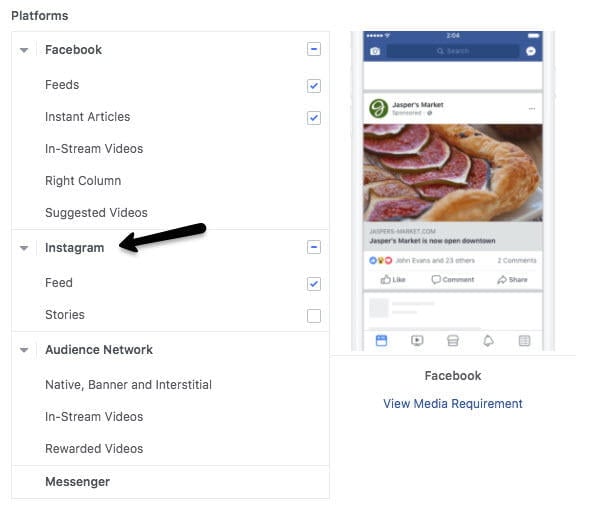 Platforms
Facebook
Feeds
Instant Articles
In-Stream Videos
Right Column
Suggested Videos
Instagram
Feed
Stories
Audience Network
Native, Banner and Interstitial
In-Stream Videos
Rewarded Videos
Messenger
2:04
Search
Jasper's Market
Sponsored ·
JASPERS-MARKET.COM
Jasper's Market is now open downtown
John Evans and 23 others 2 Comments
Like Comment Share
Facebook
View Media Requirement